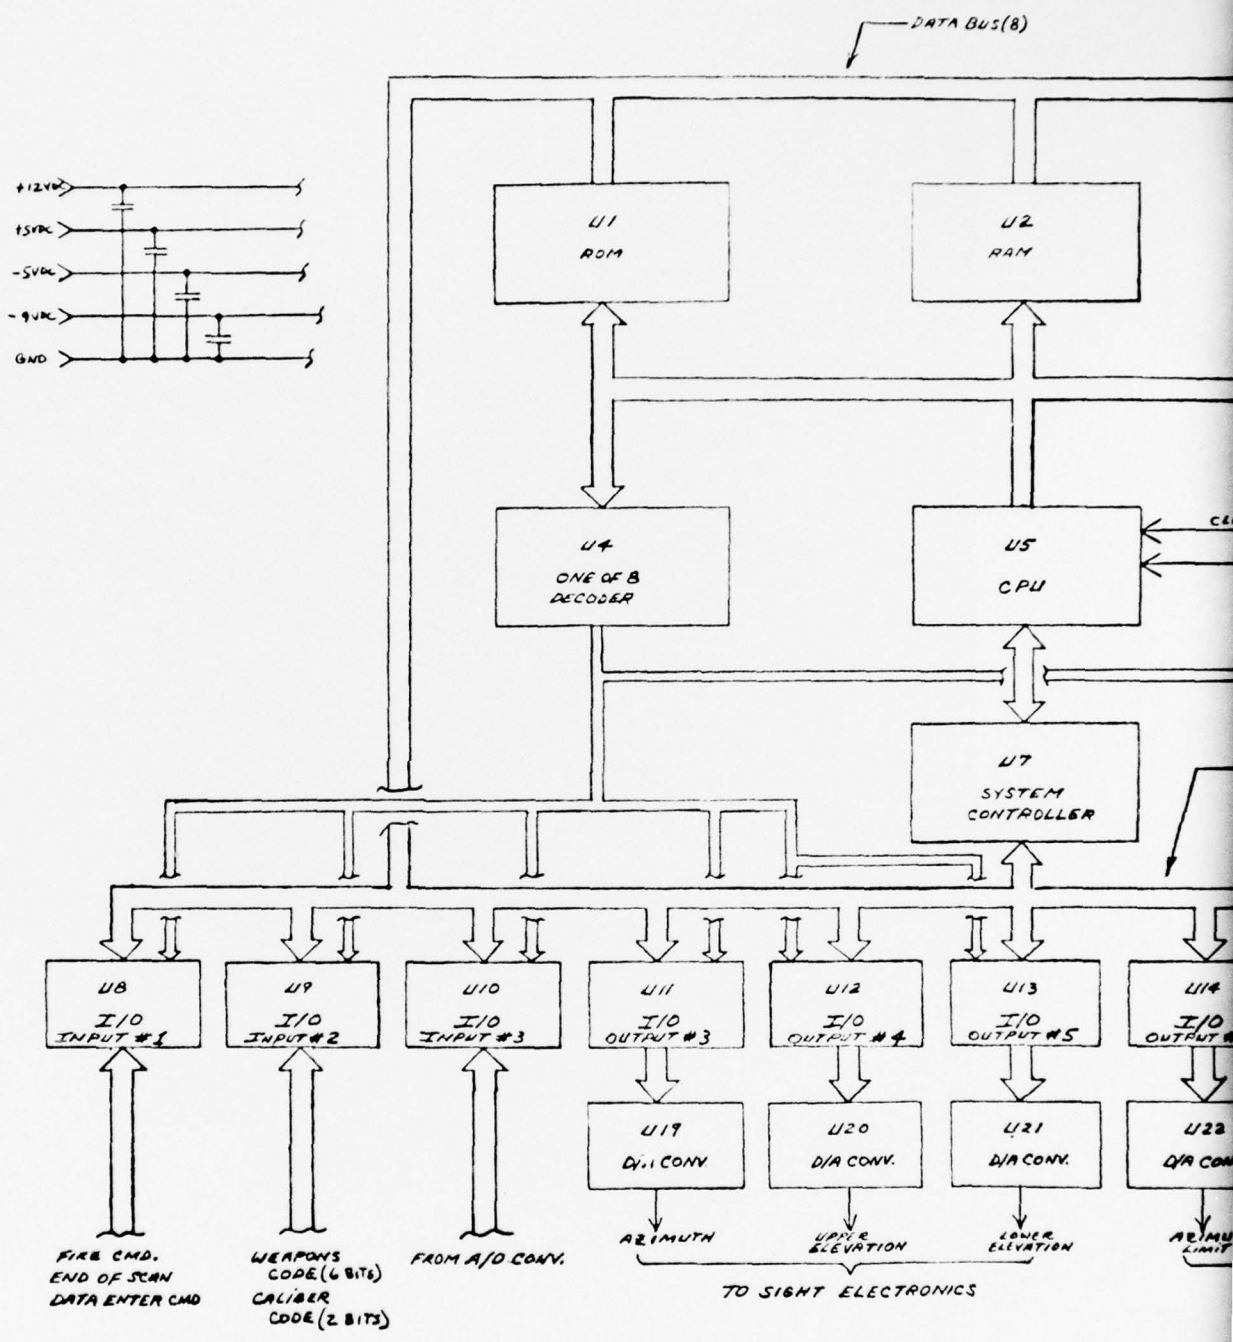 DATA BUS(8)
+12VDC
+5VDC
-5VDC
-9VDC
GND
U1
ROM
U2
RAM
U4
ONE OF 8
DECODER
U5
CPU
U7
SYSTEM
CONTROLLER
U8
I/O
INPUT #1
U9
I/O
INPUT #2
U10
I/O
INPUT #3
U11
I/O
OUTPUT #3
U12
I/O
OUTPUT #4
U13
I/O
OUTPUT #5
U14
I/O
OUTPUT
U19
D/A CONV.
U20
D/A CONV.
U21
D/A CONV.
U22
D/A
FIRE CMD.
END OF SCAN
DATA ENTER CMD
WEAPONS
CODE (6 BITS)
CALIBER
CODE (2 BITS)
FROM A/D CONV.
AZIMUTH
UPPER
ELEVATION
LOWER
ELEVATION
LIMIT
TO SIGHT ELECTRONICS